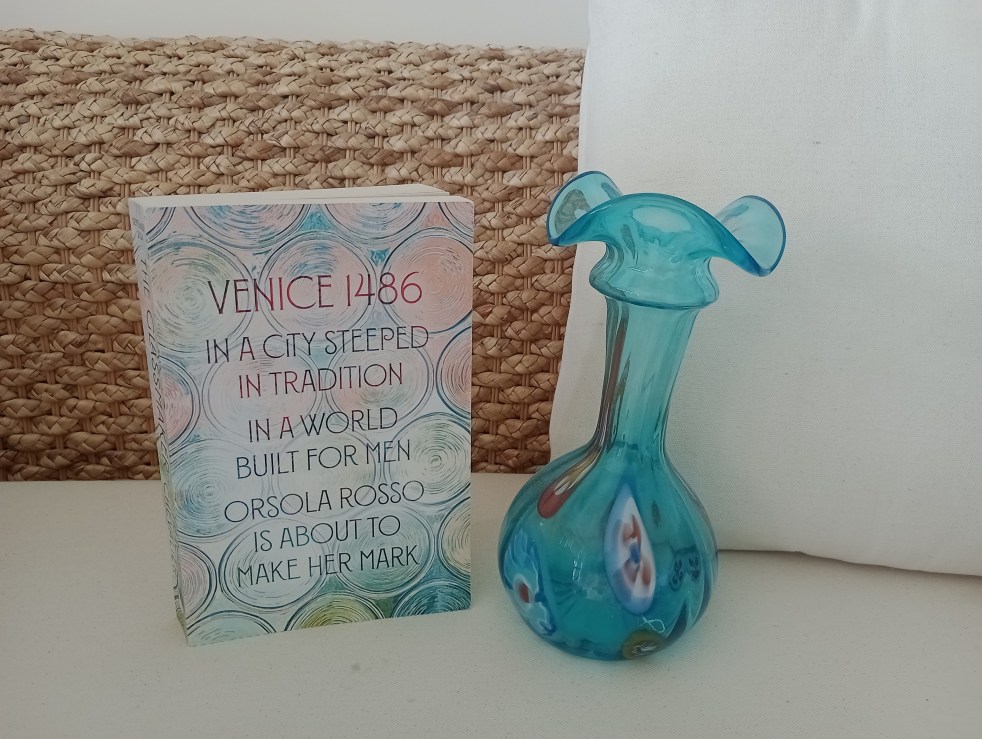 VENICE 1486
IN A CITY STEEPED
IN TRADITION
IN A WORLD
BUILT FOR MEN
ORSOLA ROSSO
IS ABOUT TO
MAKE HER MARK